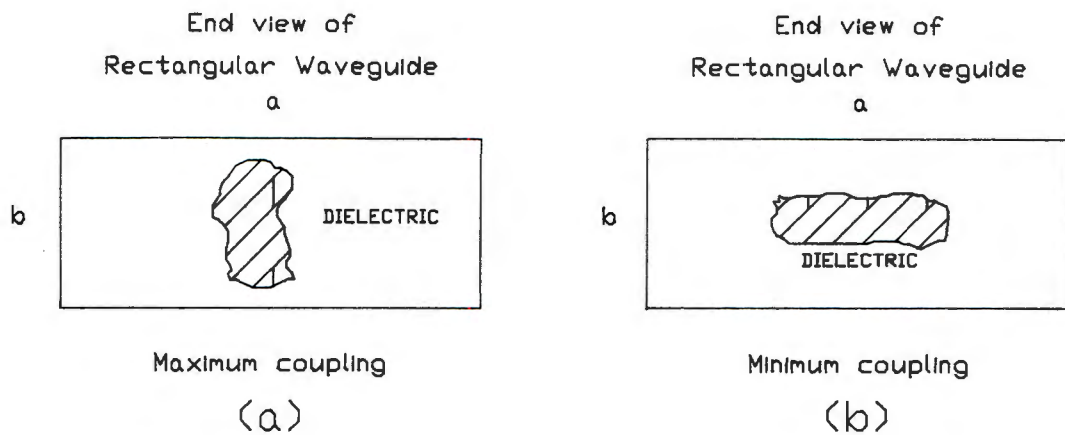 End view of
Rectangular Waveguide
a
b
DIELECTRIC
Maximum coupling
(a)
End view of
Rectangular Waveguide
a
b
DIELECTRIC
Minimum coupling
(b)